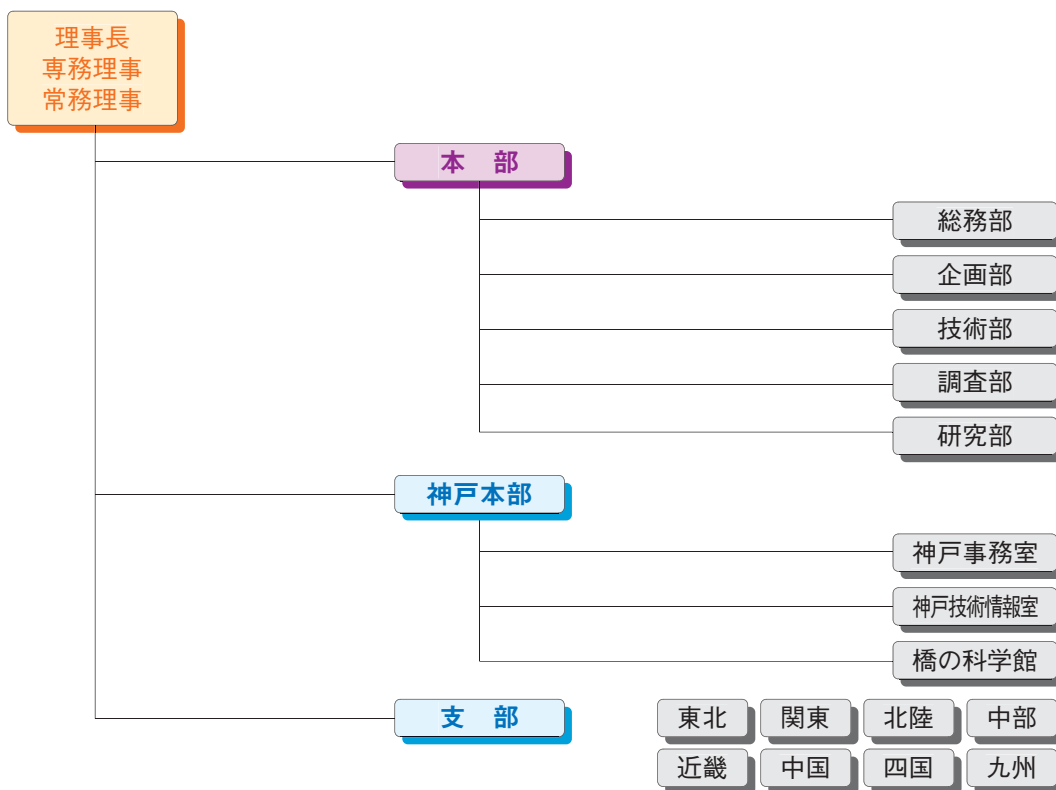 理事長
専務理事
常務理事
本 部
総務部
企画部
技術部
調査部
研究部
神戸本部
神戸事務室
神戸技術情報室
橋の科学館
支 部
東北 関東 北陸 中部
近畿 中国 四国 九州